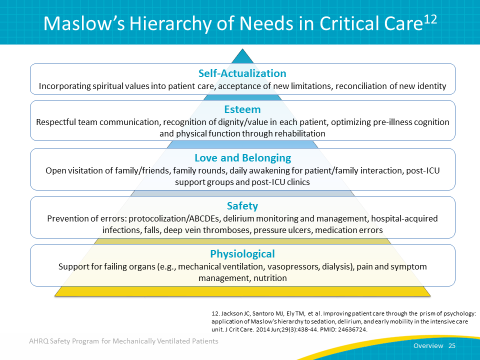 Maslow's Hierarchy of Needs in Critical Care12
Self-Actualization
Incorporating spiritual values into patient care, acceptance of new limitations, reconciliation of new identity
Esteem
Respectful team communication, recognition of dignity/value in each patient, optimizing pre-illness cognition
and physical function through rehabilitation
Love and Belonging
Open visitation of family/friends, family rounds, daily awakening for patient/family interaction, post-ICU
support groups and post-ICU clinics
Safety
Prevention of errors: protocolization/ABCDEs, delirium monitoring and management, hospital-acquired
infections, falls, deep vein thromboses, pressure ulcers, medication errors
Physiological
Support for failing organs (e.g., mechanical ventilation, vasopressors, dialysis), pain and symptom
management, nutrition
12. Jackson JC, Santoro MJ, Ely TM, et al. Improving patient care through the prism of psychology:
application of Maslow's hierarchy to sedation, delirium, and early mobility in the intensive care
unit. J Crit Care. 2014 Jun;29(3):438-44. PMID: 24636724.
AHRQ Safety Program for Mechanically Ventilated Patients
Overview 25